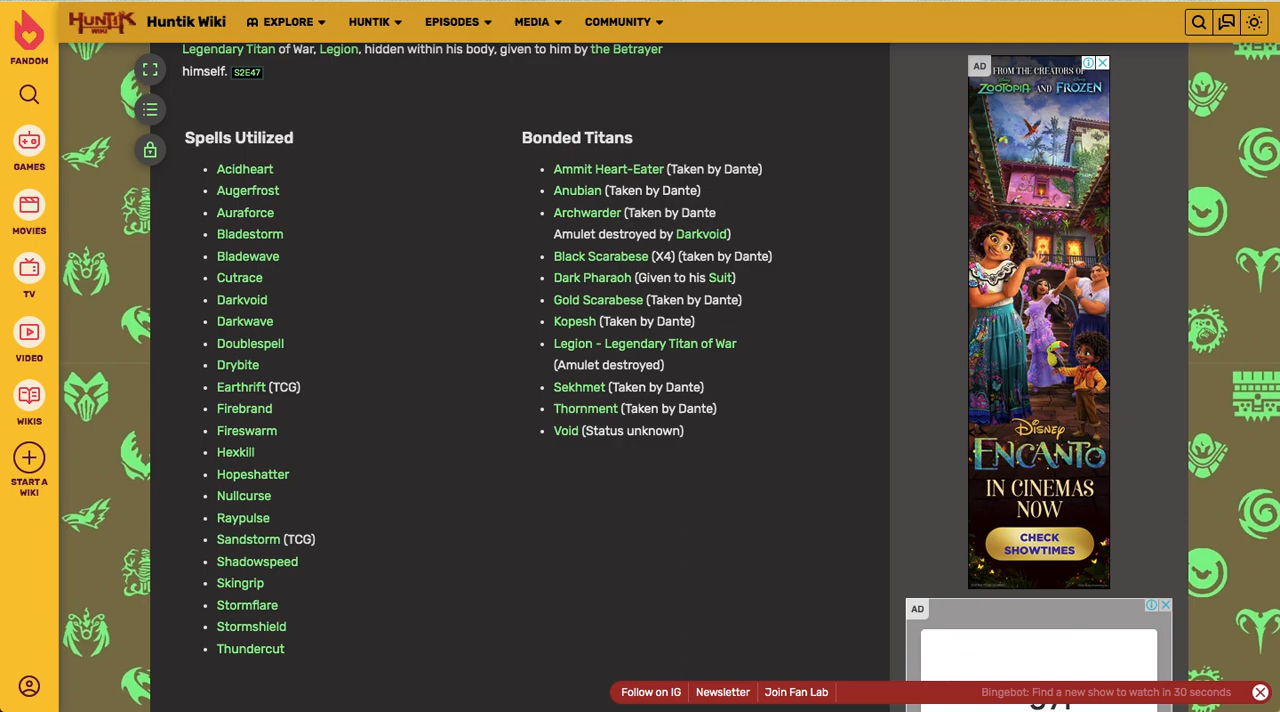 HUNTIK
WIKI
Huntik Wiki
EXPLORE
HUNTIK
EPISODES
MEDIA
COMMUNITY
FANDOM
GAMES
MOVIES
TV
VIDEO
WIKIS
START A
WIKI
Legendary Titan of War, Legion, hidden within his body, given to him by the Betrayer
himself. S2E47
Spells Utilized
Acidheart
Augerfrost
Auraforce
Bladestorm
Bladewave
Cutrace
Darkvoid
Darkwave
Doublespell
Drybite
Earthrift (TCG)
Firebrand
Fireswarm
Hexkill
Hopeshatter
Nullcurse
Raypulse
Sandstorm (TCG)
Shadowspeed
Skingrip
Stormflare
Stormshield
Thundercut
Bonded Titans
Ammit Heart-Eater (Taken by Dante)
Anubian (Taken by Dante)
Archwarder (Taken by Dante
Amulet destroyed by Darkvoid)
Black Scarabese (X4) (taken by Dante)
Dark Pharaoh (Given to his Suit)
Gold Scarabese (Taken by Dante)
Kopesh (Taken by Dante)
Legion - Legendary Titan of War
(Amulet destroyed)
Sekhmet (Taken by Dante)
Thornment (Taken by Dante)
Void (Status unknown)
AD
FROM THE CREATORS OF
DISNEY DISNEY
ZOOTOPIA AND FROZEN
DISNEY
ENCANTO
IN CINEMAS
NOW
CHECK
SHOWTIMES
AD
Follow on IG
Newsletter
Join Fan Lab
Bingebot: Find a new show to watch in 30 seconds